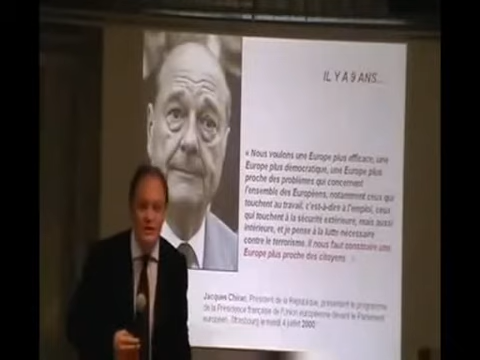 IL Y A 9 ANS...
« Nous voulons une Europe plus efficace, une
Europe plus démocratique, une Europe plus
proche des problèmes qui concernent
l'ensemble des Européens, notamment ceux qui
touchent au travail, c'est-à-dire à l'emploi, ceux
qui touchent à la sécurité extérieure, mais aussi
intérieure, et je pense à la lutte nécessaire
contre le terrorisme. Il nous faut construire une
Europe plus proche des citoyens.
Jacques Chirac, Président de la République, présentant le programme
de la Présidence française de l'Union européenne devant le Parlement
européen, Strasbourg le mardi 4 juillet 2000